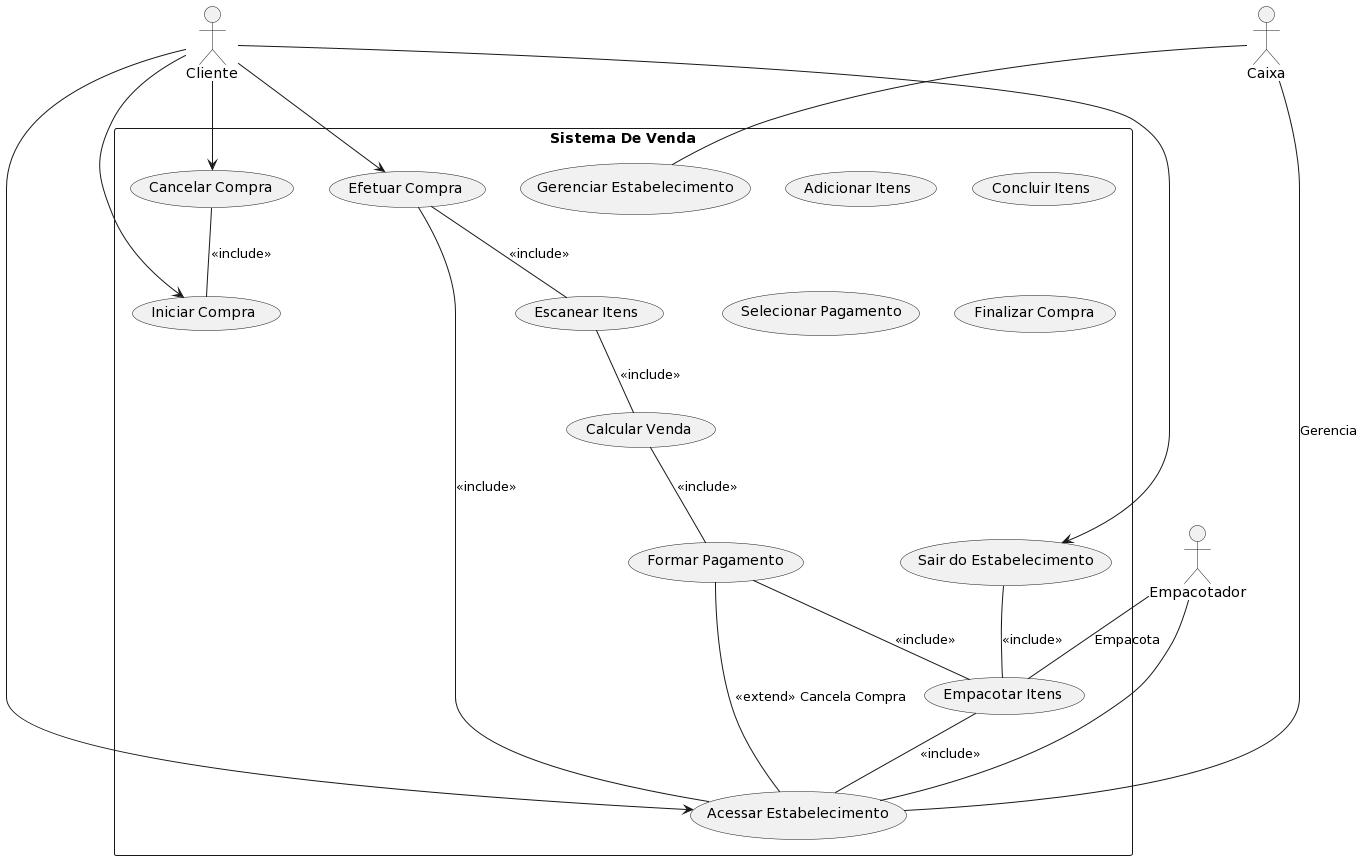 Cliente
Caixa
Sistema De Venda
Cancelar Compra
Efetuar Compra
Gerenciar Estabelecimento
Adicionar Itens
Concluir Itens
«include»
«include»
Iniciar Compra
Escanear Itens
Selecionar Pagamento
Finalizar Compra
«include»
Calcular Venda
Gerencia
«include»
«include»
Formar Pagamento
Sair do Estabelecimento
Empacotador
«include»
«include»
Empacota
«extend» Cancela Compra
Empacotar Itens
«include»
Acessar Estabelecimento